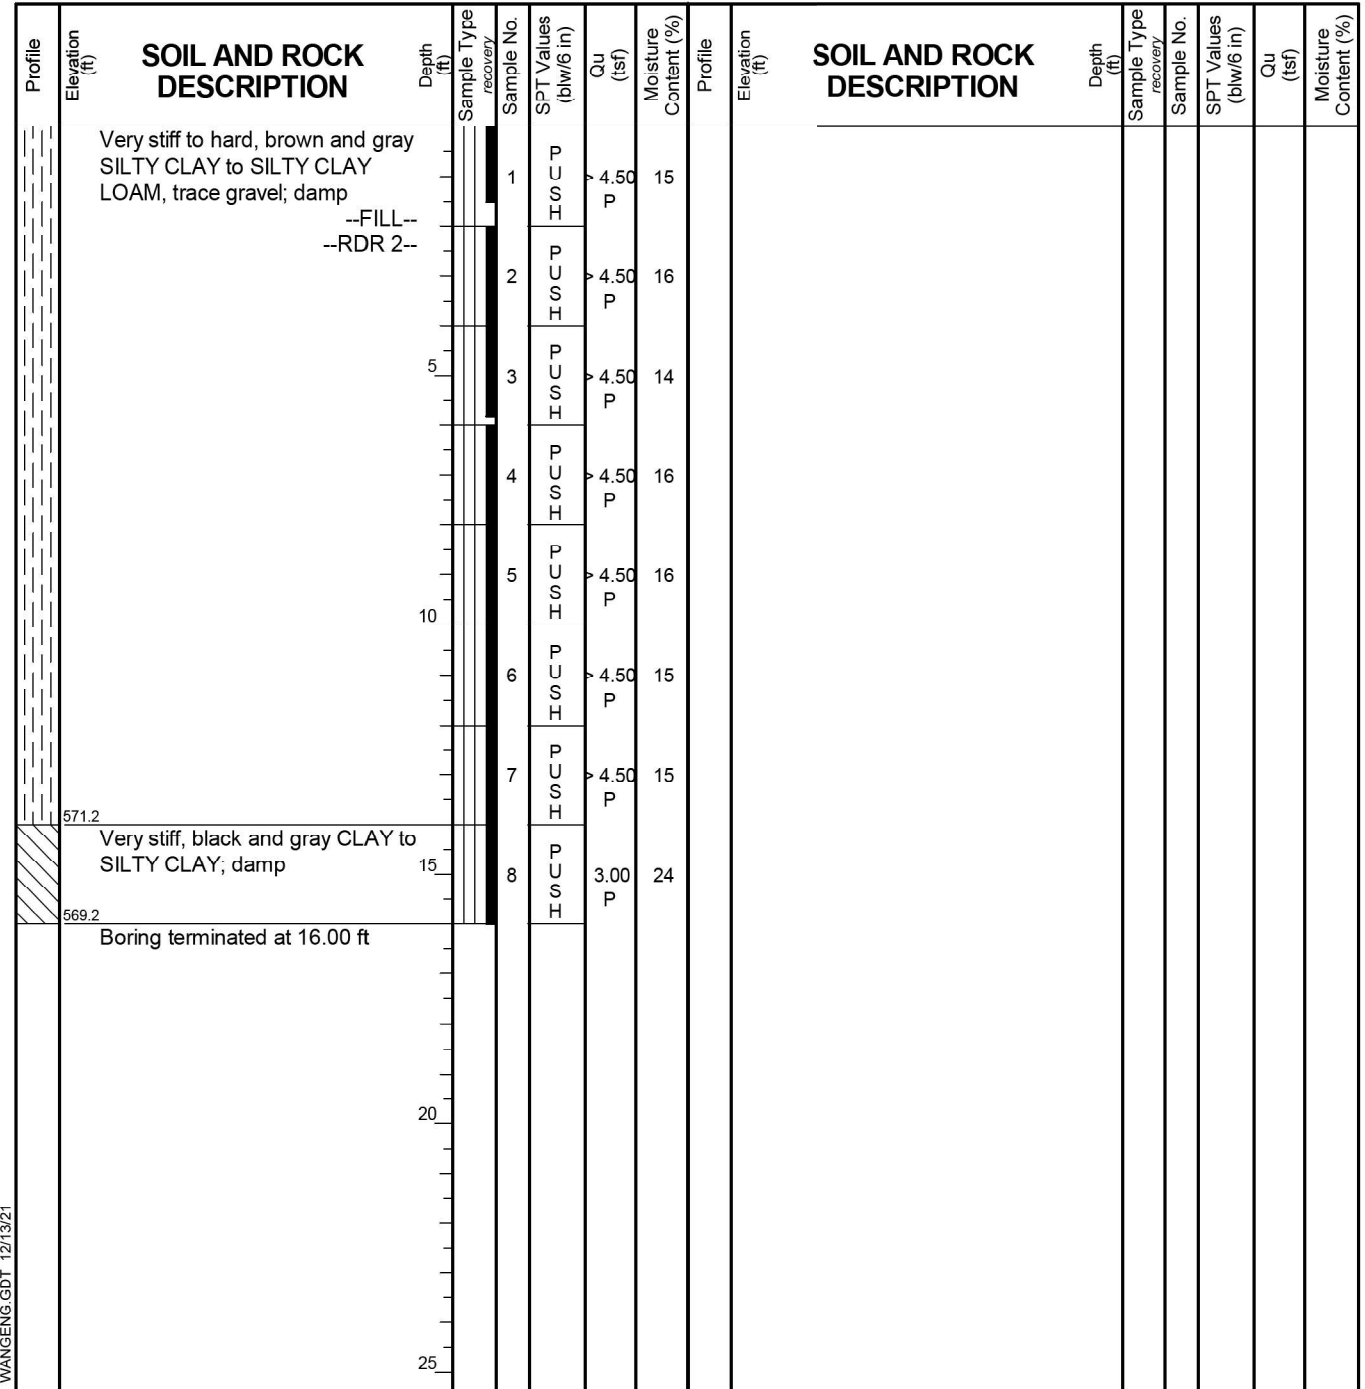 Profile
Elevation
(ft)
SOIL AND ROCK
DESCRIPTION
Depth
(ft)
Sample Type
recovery
Sample No.
SPT Values
(blw/6 in)
Qu
(tsf)
Moisture
Content (%)
Profile
Elevation
(ft)
SOIL AND ROCK
DESCRIPTION
Depth
(ft)
Sample Type
recovery
Sample No.
SPT Values
(blw/6 in)
Qu
(tsf)
Moisture
Content (%)
Very stiff to hard, brown and gray
SILTY CLAY to SILTY CLAY
LOAM, trace gravel; damp
--FILL--
--RDR 2--
1 PUSH > 4.50 P 15
2 PUSH > 4.50 P 16
5
3 PUSH > 4.50 P 14
4 PUSH > 4.50 P 16
5 PUSH > 4.50 P 16
10
6 PUSH > 4.50 P 15
7 PUSH > 4.50 P 15
571.2
Very stiff, black and gray CLAY to
SILTY CLAY; damp
15
8 PUSH 3.00 P 24
569.2
Boring terminated at 16.00 ft
20
25
WANGENG.GDT 12/13/21